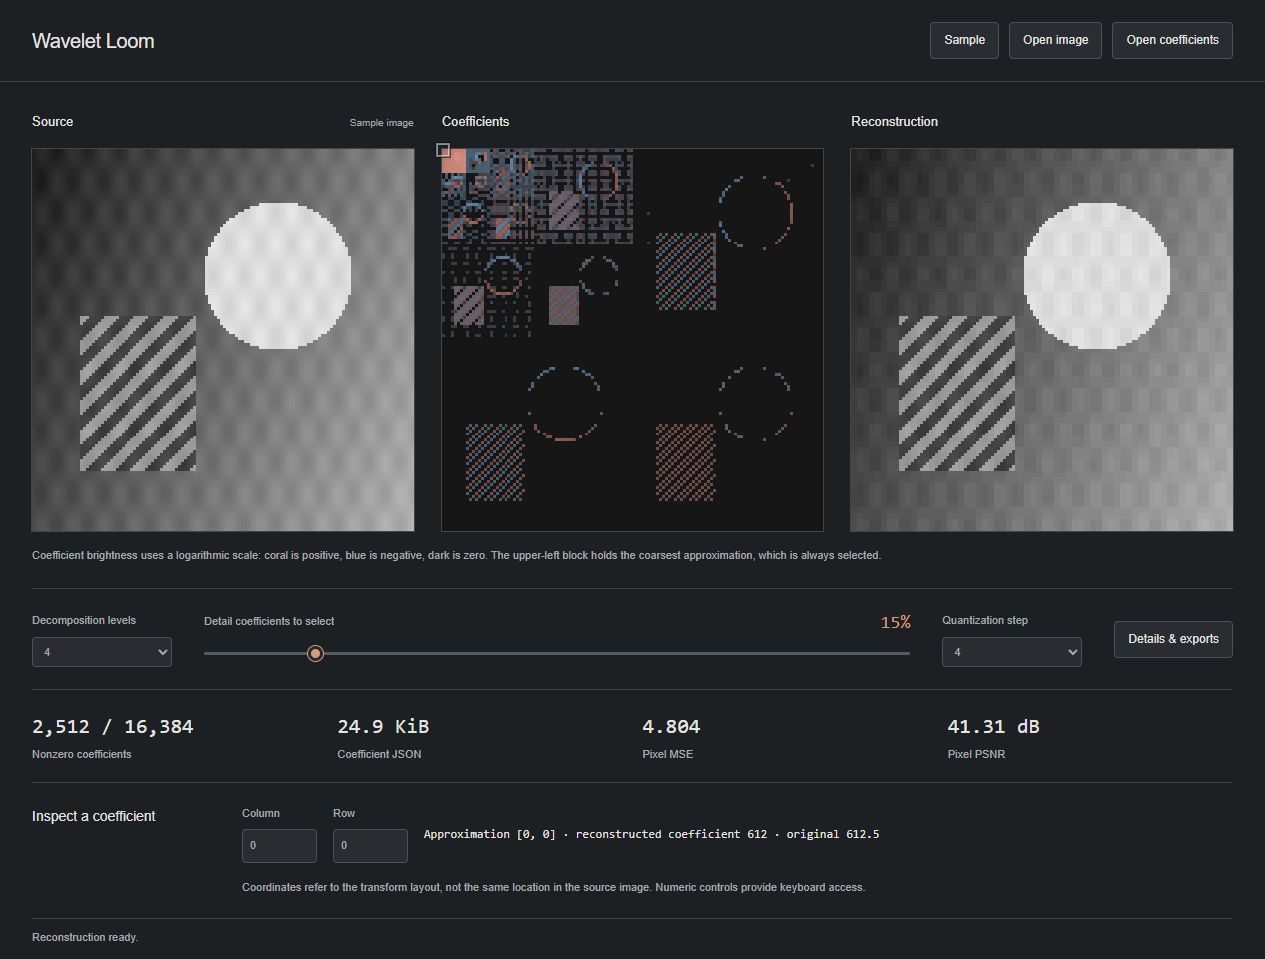 Wavelet Loom
Sample
Open image
Open coefficients
Source
Sample image
Coefficients
Reconstruction
Coefficient brightness uses a logarithmic scale: coral is positive, blue is negative, dark is zero. The upper-left block holds the coarsest approximation, which is always selected.
Decomposition levels
4
Detail coefficients to select
15%
Quantization step
4
Details & exports
2,512 / 16,384
Nonzero coefficients
24.9 KiB
Coefficient JSON
4.804
Pixel MSE
41.31 dB
Pixel PSNR
Inspect a coefficient
Column
0
Row
0
Approximation [0, 0] · reconstructed coefficient 612 · original 612.5
Coordinates refer to the transform layout, not the same location in the source image. Numeric controls provide keyboard access.
Reconstruction ready.